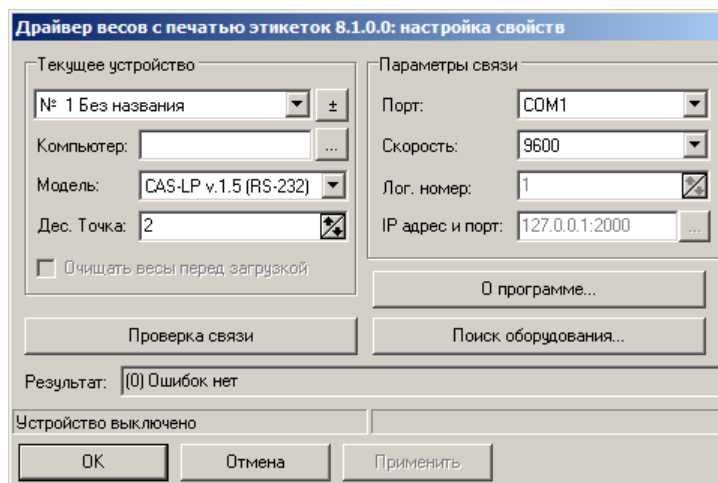 Драйвер весов с печатью этикеток 8.1.0.0: настройка свойств
Текущее устройство
№ 1 Без названия
±
Компьютер:
...
Модель: CAS-LP v.1.5 (RS-232)
Дес. Точка: 2
Очищать весы перед загрузкой
Параметры связи
Порт: COM1
Скорость: 9600
Лог. номер: 1
IP адрес и порт: 127.0.0.1:2000 ...
О программе...
Проверка связи
Поиск оборудования...
Результат: (0) Ошибок нет
Устройство выключено
OK Отмена Применить